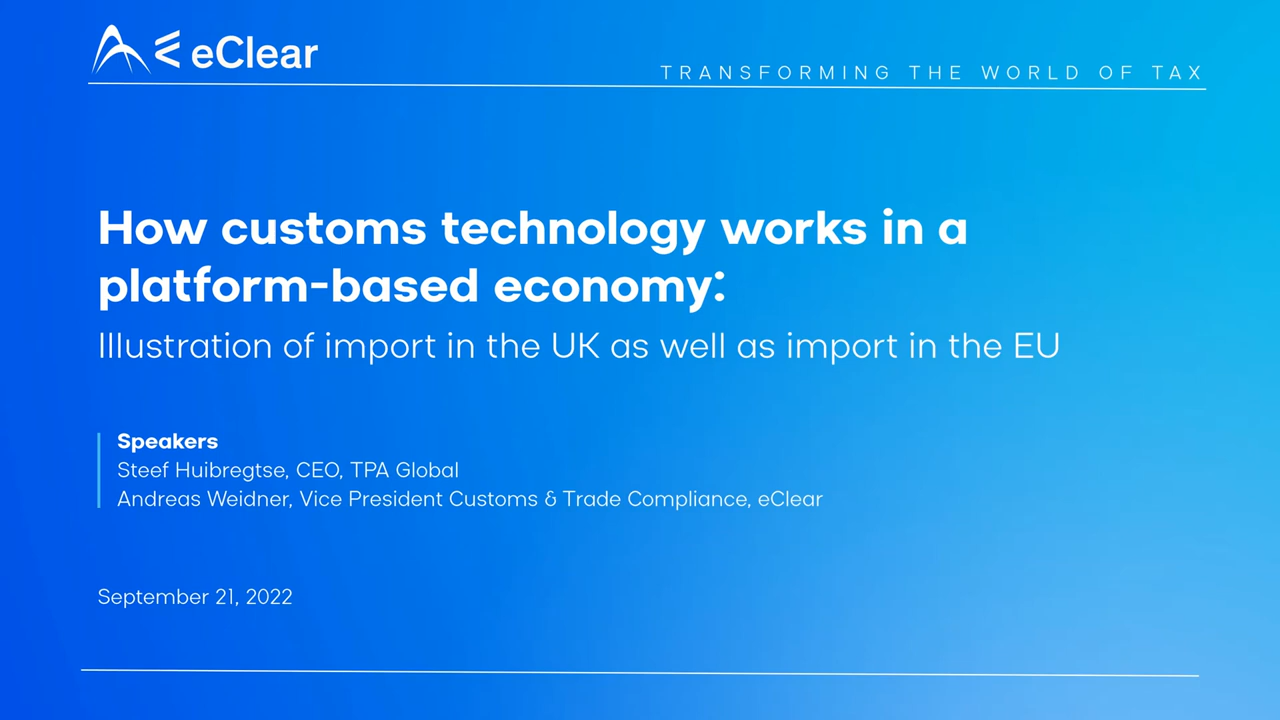 eClear
TRANSFORMING THE WORLD OF TAX
How customs technology works in a
platform-based economy:
Illustration of import in the UK as well as import in the EU
Speakers
Steef Huibregtse, CEO, TPA Global
Andreas Weidner, Vice President Customs & Trade Compliance, eClear
September 21, 2022